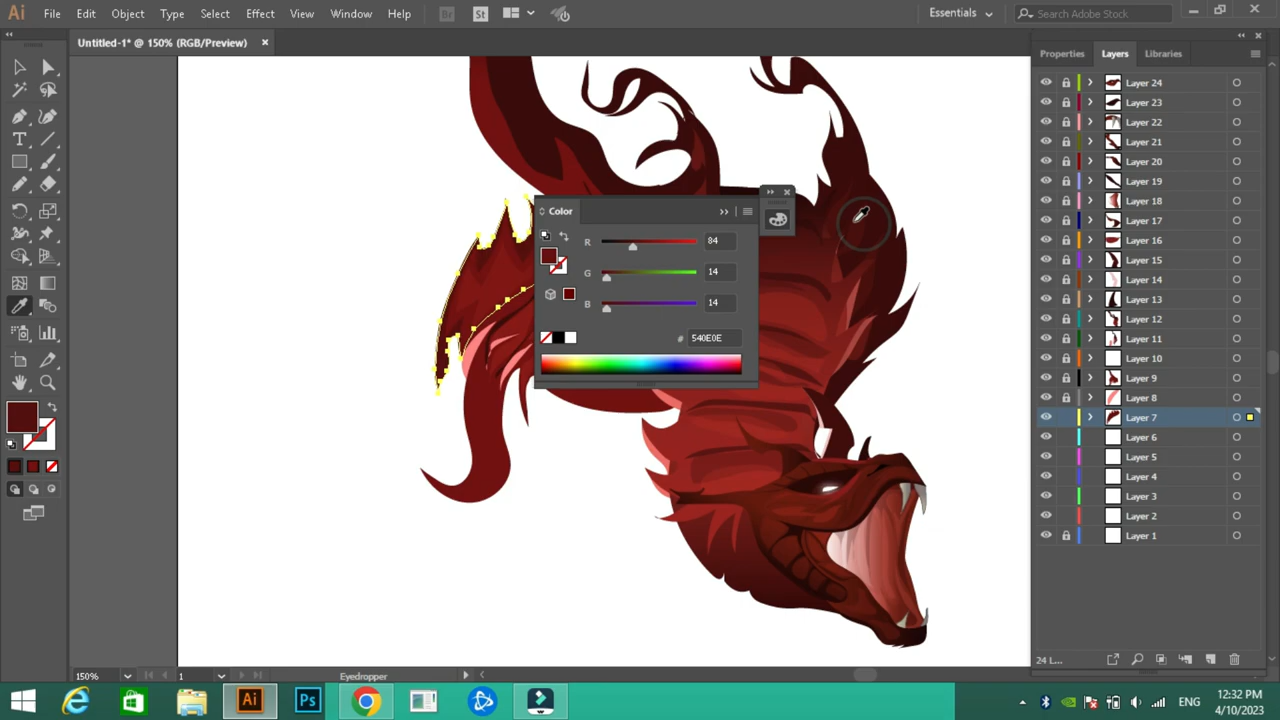 Ai File Edit Object Type Select Effect View Window Help Br St Essentials Search Adobe Stock
Untitled-1* @ 150% (RGB/Preview) ×
Properties Layers Libraries
Layer 24
Layer 23
Layer 22
Layer 21
Layer 20
Layer 19
Layer 18
Layer 17
Layer 16
Layer 15
Layer 14
Layer 13
Layer 12
Layer 11
Layer 10
Layer 9
Layer 8
Layer 7
Layer 6
Layer 5
Layer 4
Layer 3
Layer 2
Layer 1
24 L...
Color
R 84
G 14
B 14
# 540E0E
150% 1 Eyedropper
Ai Ps ENG
12:32 PM
4/10/2023